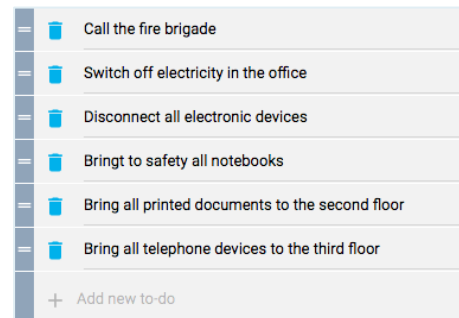 Call the fire brigade
Switch off electricity in the office
Disconnect all electronic devices
Bringt to safety all notebooks
Bring all printed documents to the second floor
Bring all telephone devices to the third floor
+ Add new to-do